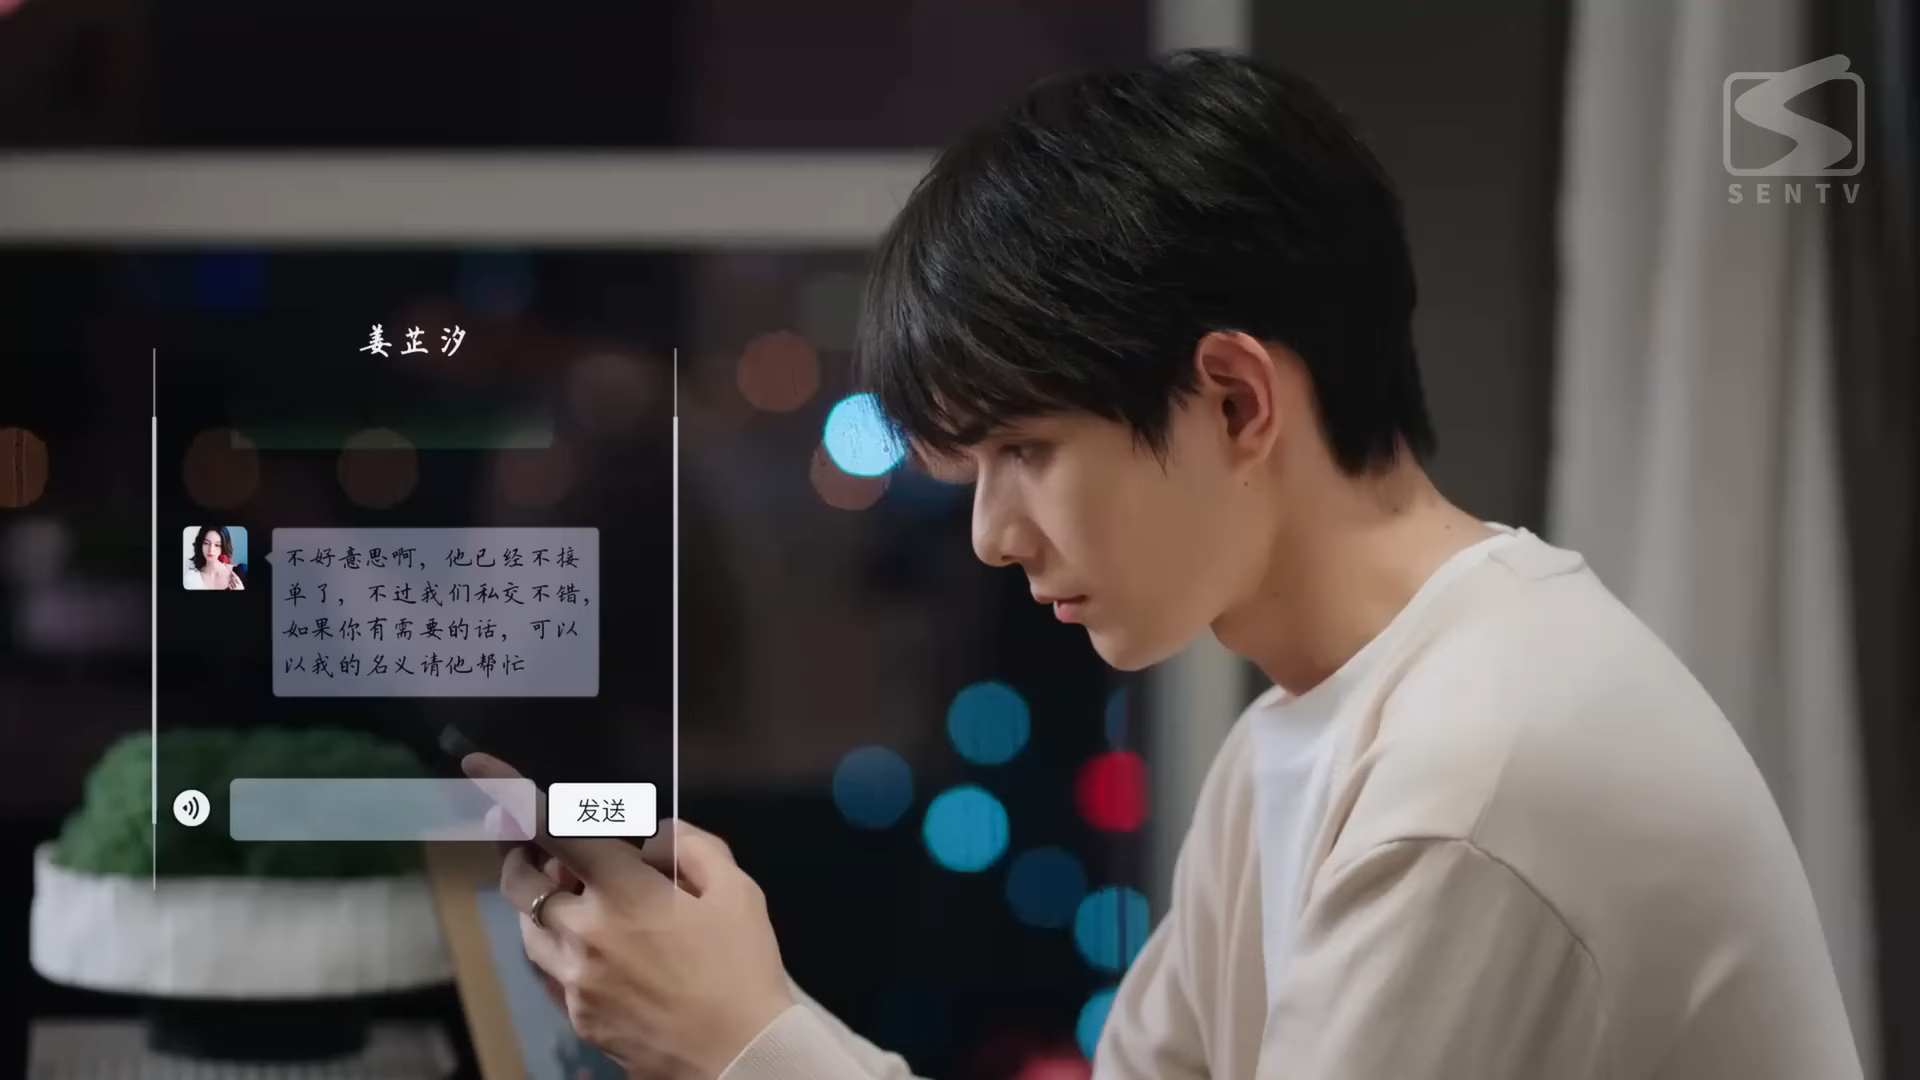 SENTV
姜芷汐
不好意思啊，他已经不接
单了，不过我们私交不错，
如果你有需要的话，可以
以我的名义请他帮忙
发送